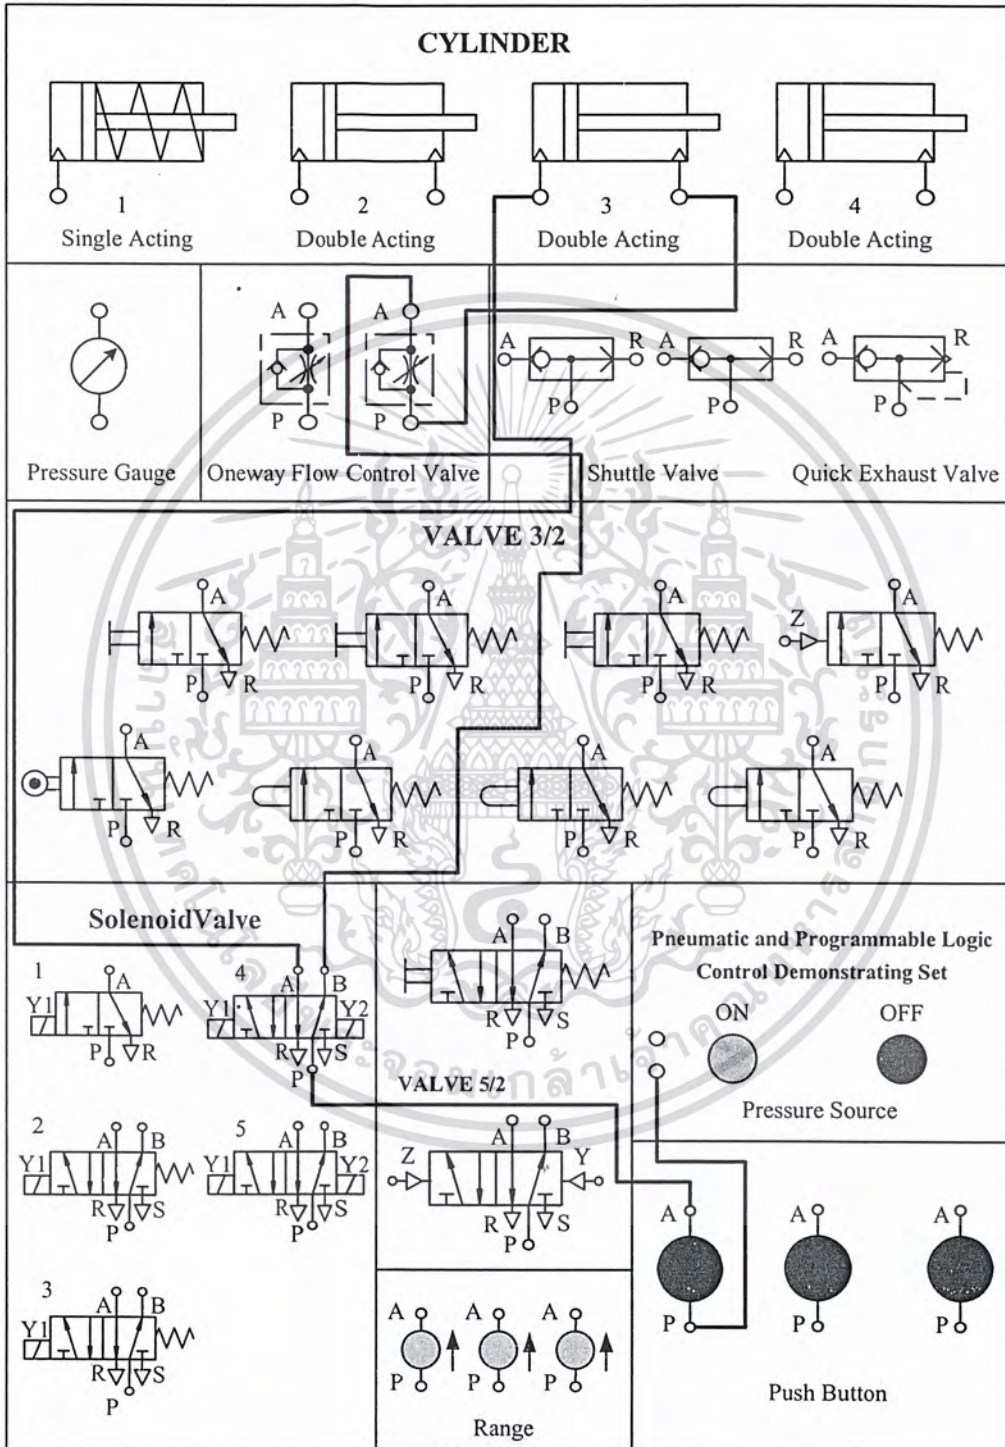 CYLINDER
1 2 3 4
Single Acting Double Acting Double Acting Double Acting
A A A R A R A R
P P P P P
Pressure Gauge Oneway Flow Control Valve Shuttle Valve Quick Exhaust Valve
VALVE 3/2
A A A Z A
P R P R P R P R
A A A A
P R P R P R P R
SolenoidValve
1 A
Y1
P R
4 A B
Y1 Y2
R S
P
A B
R S
P
Pneumatic and Programmable Logic
Control Demonstrating Set
ON OFF
Pressure Source
VALVE 5/2
2 A B
Y1
R S
P
5 A B
Y1 Y2
R S
P
A B
Z Y
R S
P
3 A B
Y1
R S
P
A A A
P P P
Range
A A A
P P P
Push Button